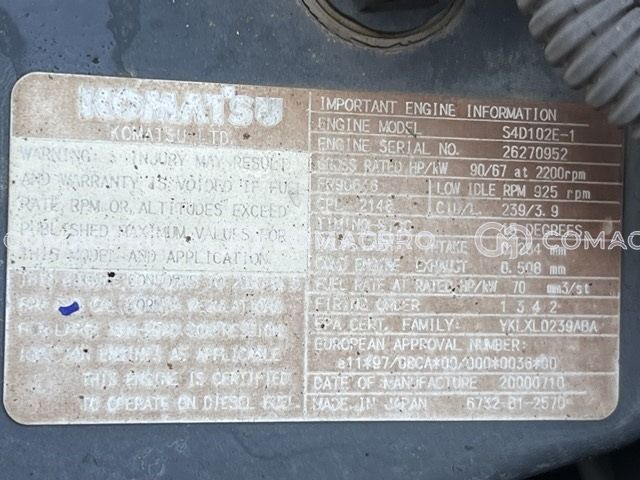 KOMATSU
KOMATSU LTD.
WARNING: INJURY MAY RESULT
AND WARRANTY IS VOIDED IF FUEL
RATE, RPM OR ALTITUDES EXCEED
PUBLISHED MAXIMUM VALUES FOR
THIS MODEL AND APPLICATION.
THIS ENGINE IS CERTIFIED
TO OPERATE ON DIESEL FUEL
IMPORTANT ENGINE INFORMATION
ENGINE MODEL S4D102E-1
ENGINE SERIAL NO. 26270952
GROSS RATED HP/KW 90/67 at 2200rpm
FR90646 LOW IDLE RPM 925 rpm
CPL 2148 CID/L 239/3.9
DEGREES
mm
EXHAUST 0.508 mm
FUEL RATE AT RATED HP/KW 70 mm3/st
FIRING ORDER 1 3 4 2
EPA CERT. FAMILY: YKLXL0239ABA
EUROPEAN APPROVAL NUMBER
e11*97/08CA*00/000*0036*00
DATE OF MANUFACTURE 20000710
MADE IN JAPAN 6732-81-2570
COMACPRO